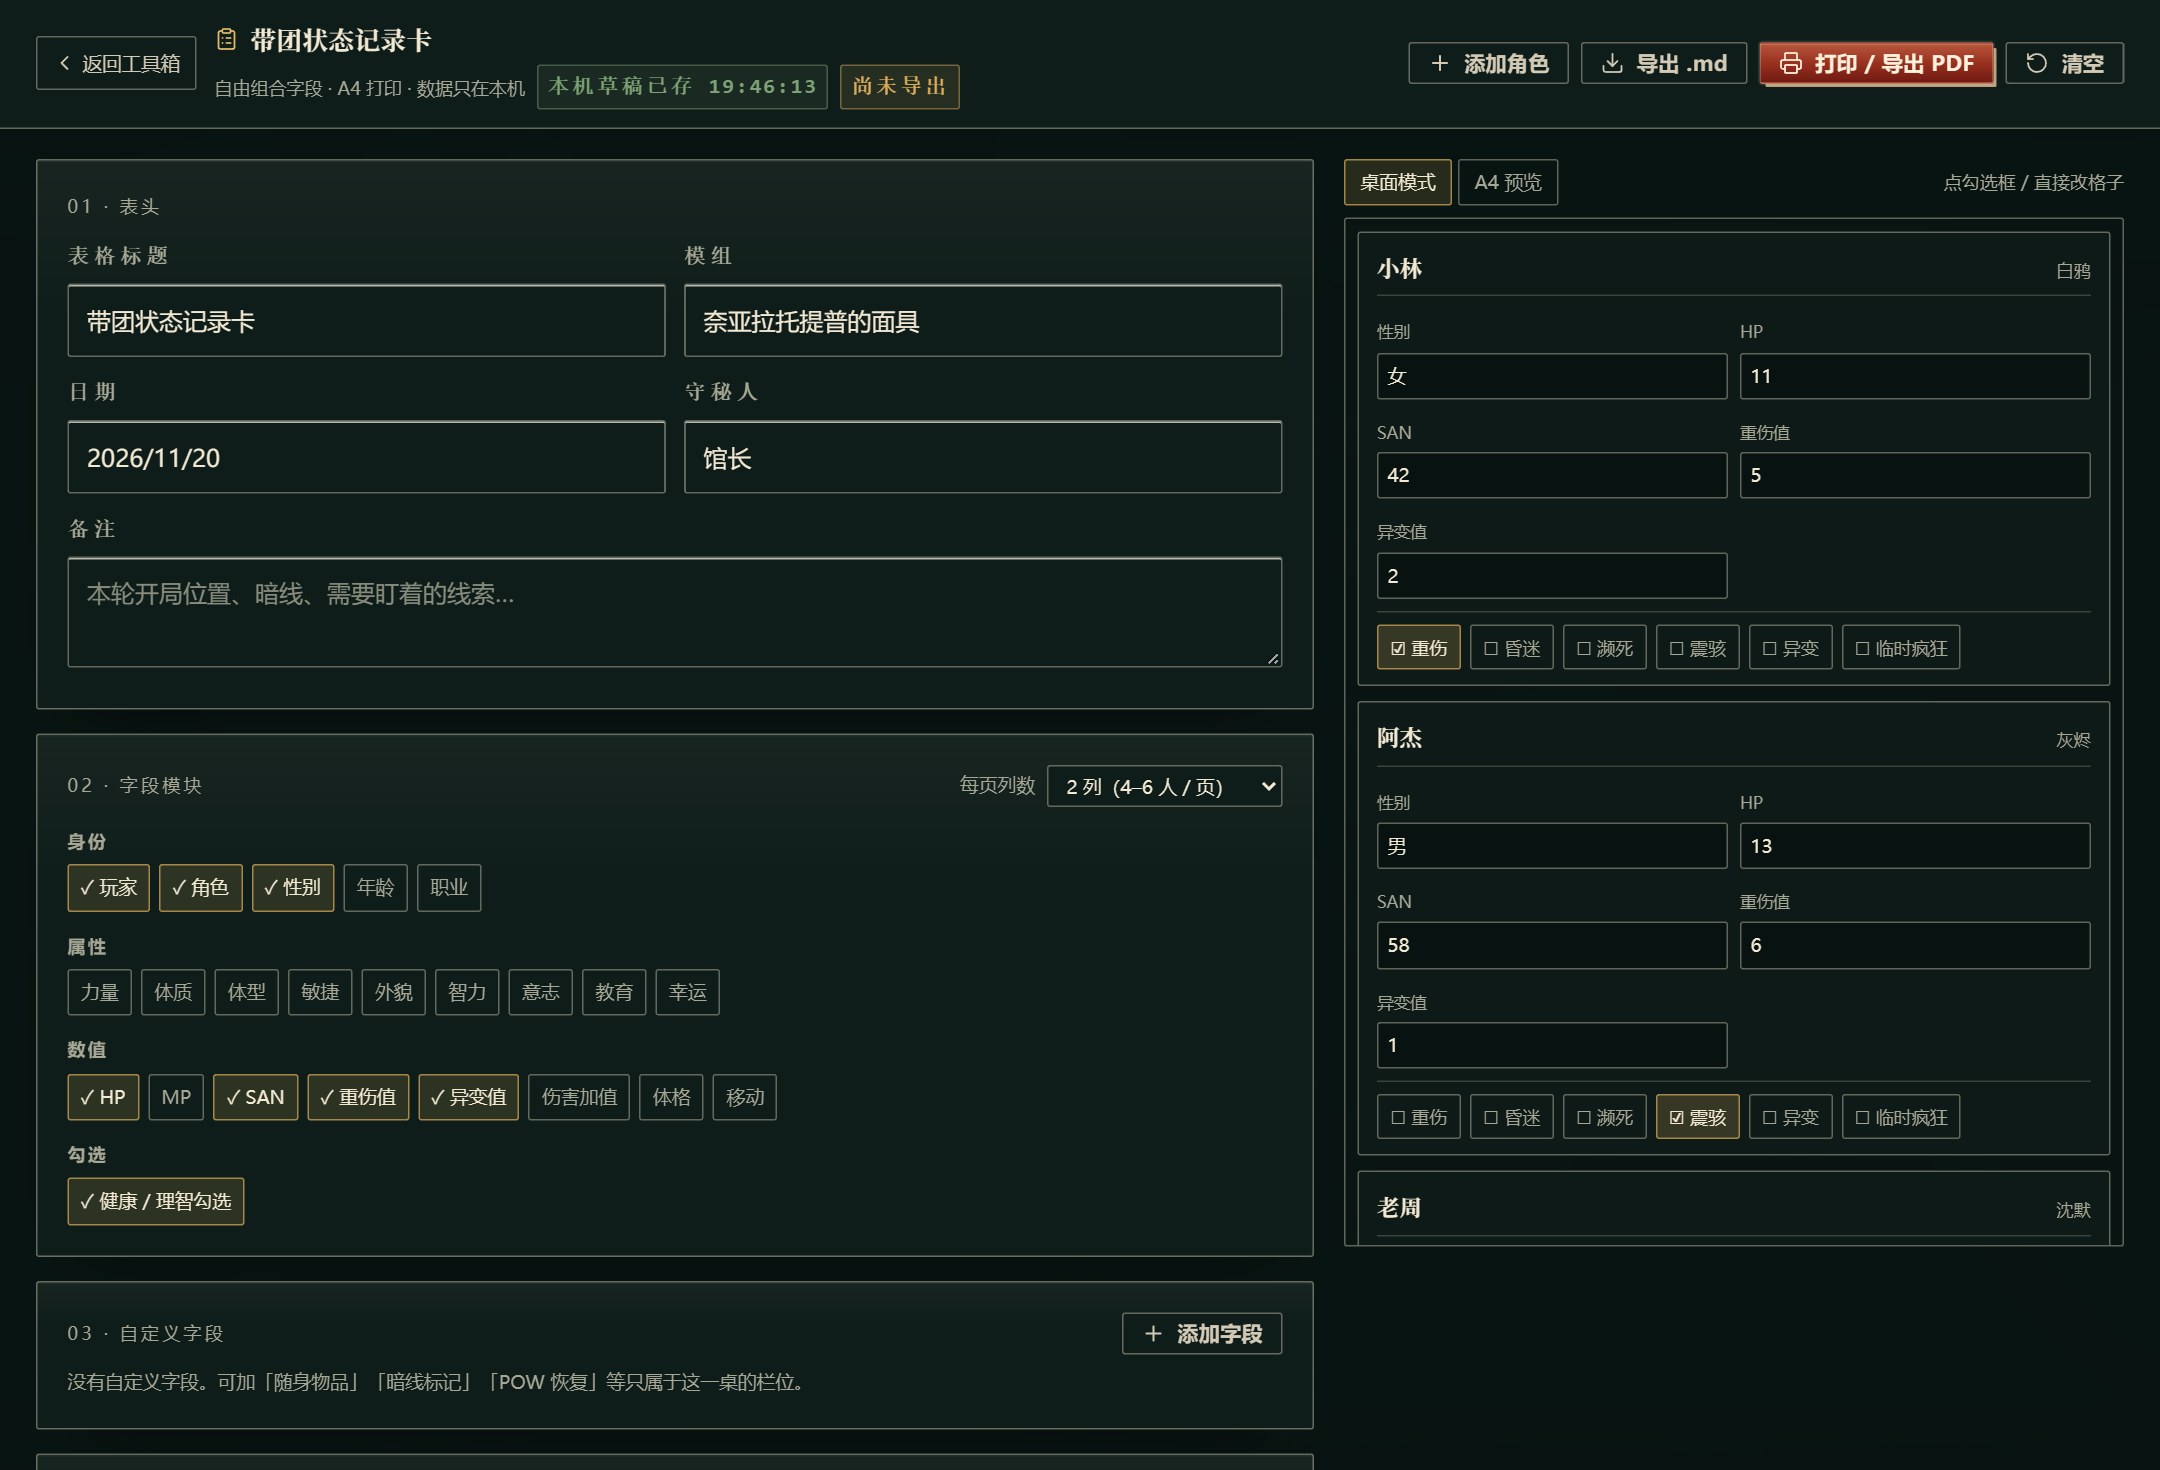 返回工具箱
带团状态记录卡
自由组合字段 · A4 打印 · 数据只在本机
本机草稿已存 19:46:13
尚未导出
添加角色
导出 .md
打印 / 导出 PDF
清空
01 · 表头
表格标题
模组
带团状态记录卡
奈亚拉托提普的面具
日期
守秘人
2026/11/20
馆长
备注
本轮开局位置、暗线、需要盯着的线索...
02 · 字段模块
每页列数
2 列 (4–6 人 / 页)
身份
✓ 玩家 ✓ 角色 ✓ 性别 年龄 职业
属性
力量 体质 体型 敏捷 外貌 智力 意志 教育 幸运
数值
✓ HP MP ✓ SAN ✓ 重伤值 ✓ 异变值 伤害加值 体格 移动
勾选
✓ 健康 / 理智勾选
03 · 自定义字段
添加字段
没有自定义字段。可加「随身物品」「暗线标记」「POW 恢复」等只属于这一桌的栏位。
桌面模式
A4 预览
点勾选框 / 直接改格子
小林
白鸦
性别
HP
女
11
SAN
重伤值
42
5
异变值
2
☑ 重伤 ☐ 昏迷 ☐ 濒死 ☐ 震骇 ☐ 异变 ☐ 临时疯狂
阿杰
灰烬
性别
HP
男
13
SAN
重伤值
58
6
异变值
1
☐ 重伤 ☐ 昏迷 ☐ 濒死 ☑ 震骇 ☐ 异变 ☐ 临时疯狂
老周
沈默